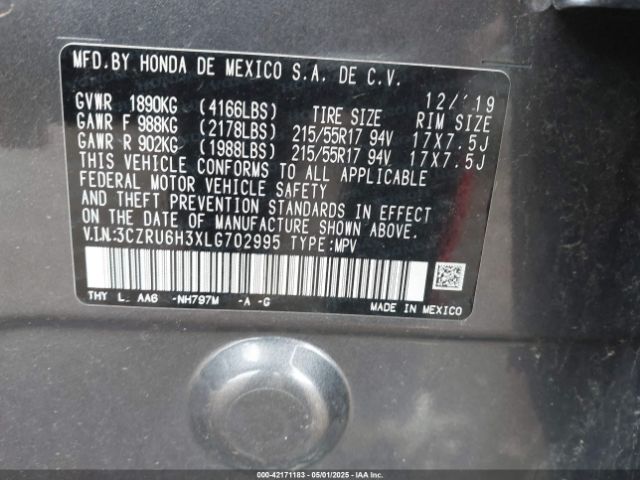 MFD.BY HONDA DE MEXICO S.A. DE C.V.
12/'19
GVWR 1890KG (4166LBS) TIRE SIZE RIM SIZE
GAWR F 988KG (2178LBS) 215/55R17 94V 17X7.5J
GAWR R 902KG (1988LBS) 215/55R17 94V 17X7.5J
THIS VEHICLE CONFORMS TO ALL APPLICABLE
FEDERAL MOTOR VEHICLE SAFETY
AND THEFT PREVENTION STANDARDS IN EFFECT
ON THE DATE OF MANUFACTURE SHOWN ABOVE.
V.I.N.:3CZRU6H3XLG702995 TYPE:MPV
THY L. AA6 -NH797M -A -G
MADE IN MEXICO
000-42171183 - 05/01/2025 - IAAI.COM